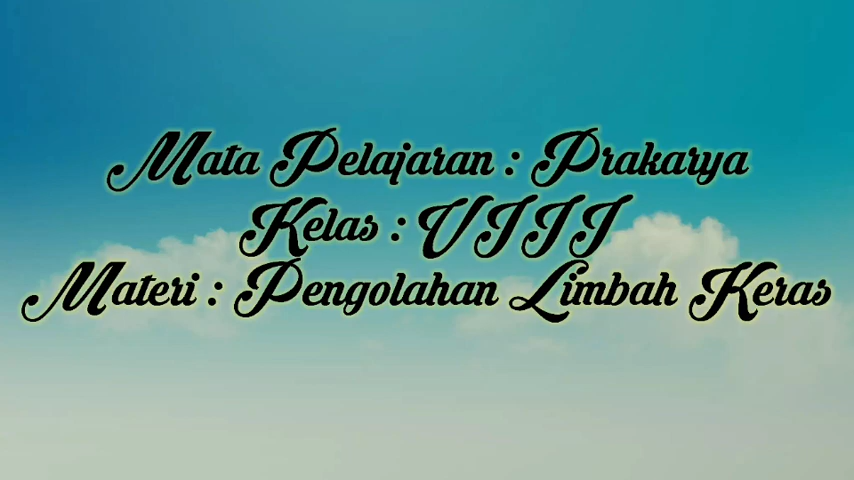 Mata Pelajaran : Prakarya
Kelas : VIII
Materi : Pengolahan Limbah Keras